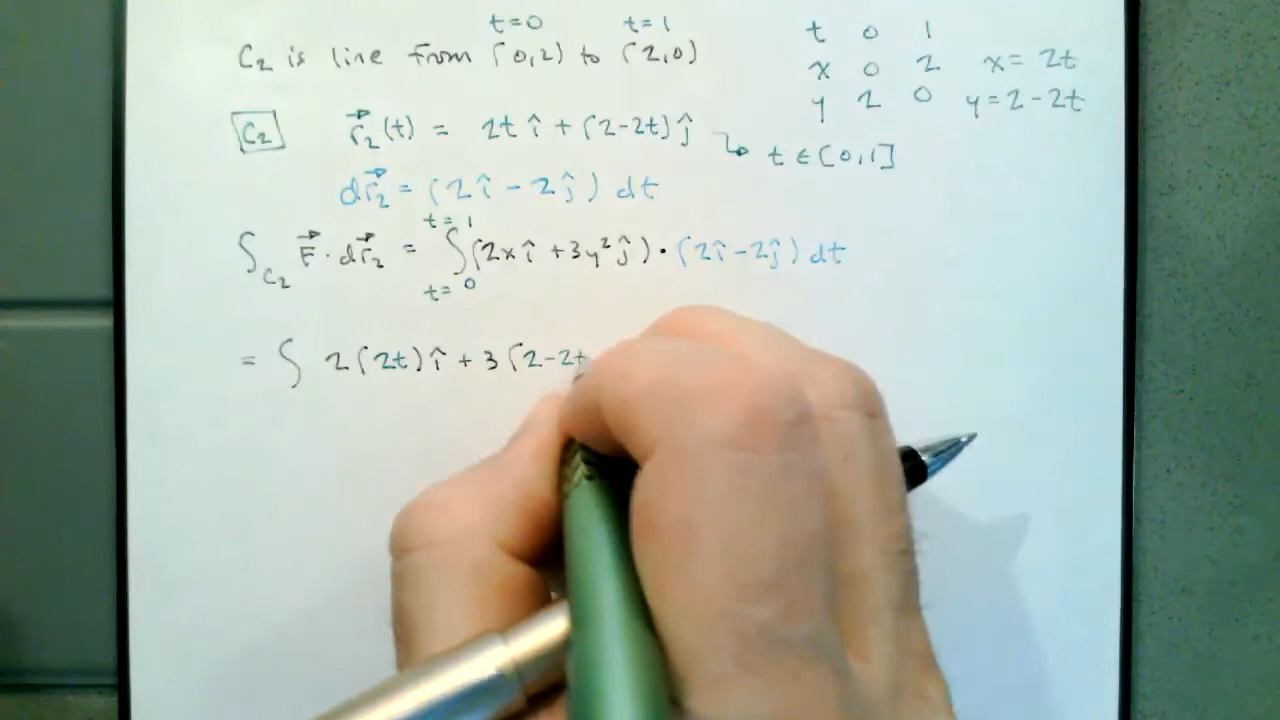 t=0 t=1
C₂ is line from (0,2) to (2,0)
t 0 1
x 0 2 x= 2t
y 2 0 y=2-2t
C₂ r⃗₂(t) = 2t î + (2-2t) ĵ ↳ t ∈ [0,1]
dr⃗₂ = (2î - 2ĵ) dt
t=1
∫C₂ F⃗ · dr⃗₂ = ∫(2xî + 3y²ĵ) · (2î-2ĵ) dt
t=0
= ∫ 2(2t)î + 3(2-2t